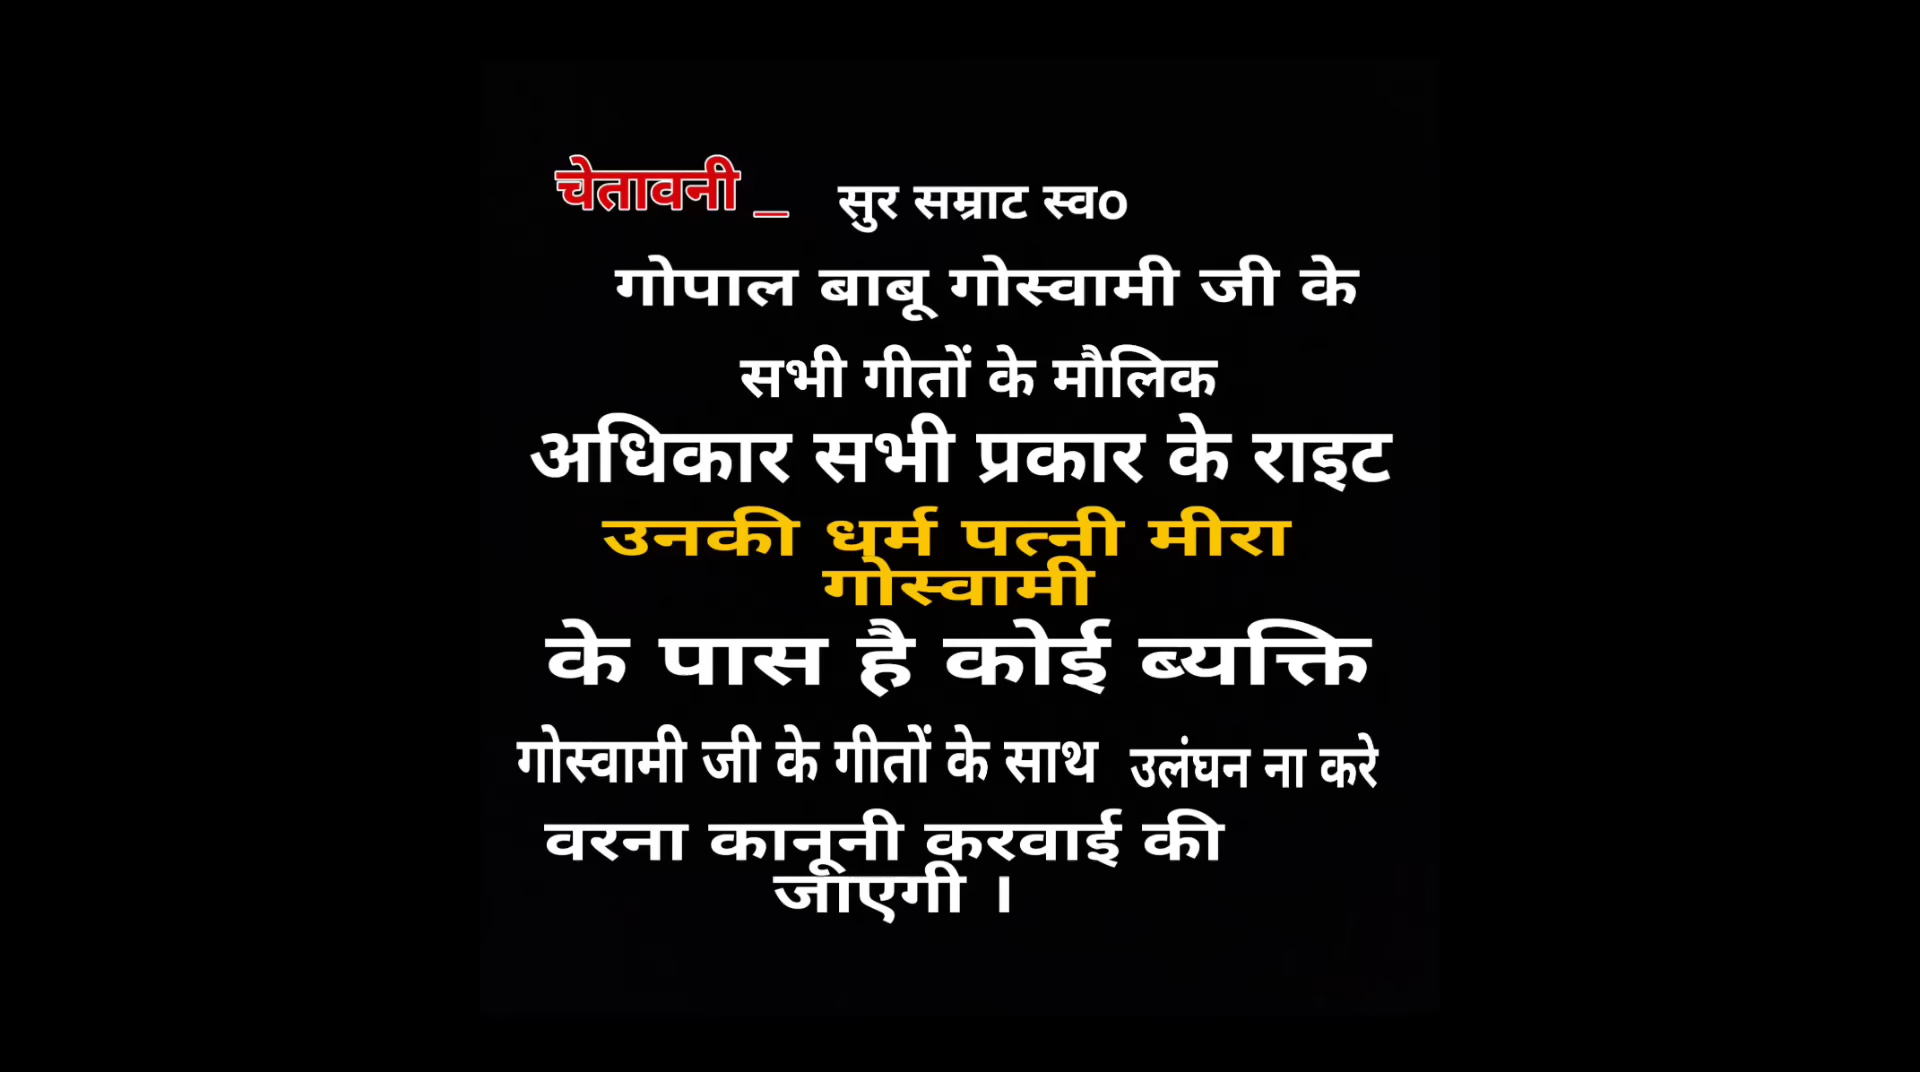 चेतावनी _ सुर सम्राट स्व०
गोपाल बाबू गोस्वामी जी के
सभी गीतों के मौलिक
अधिकार सभी प्रकार के राइट
उनकी धर्म पत्नी मीरा
गोस्वामी
के पास है कोई ब्यक्ति
गोस्वामी जी के गीतों के साथ उलंघन ना करे
वरना कानूनी करवाई की
जाएगी ।